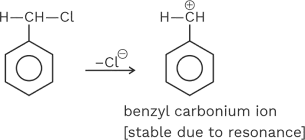 H–CH–Cl
H–CH⊕
–Cl⊖
benzyl carbonium ion
[stable due to resonance]